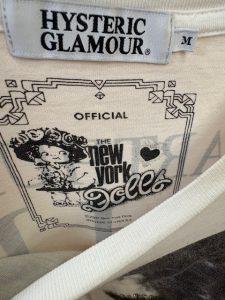 HYSTERIC
GLAMOUR®
M
OFFICIAL
THE
new
york
Dolls